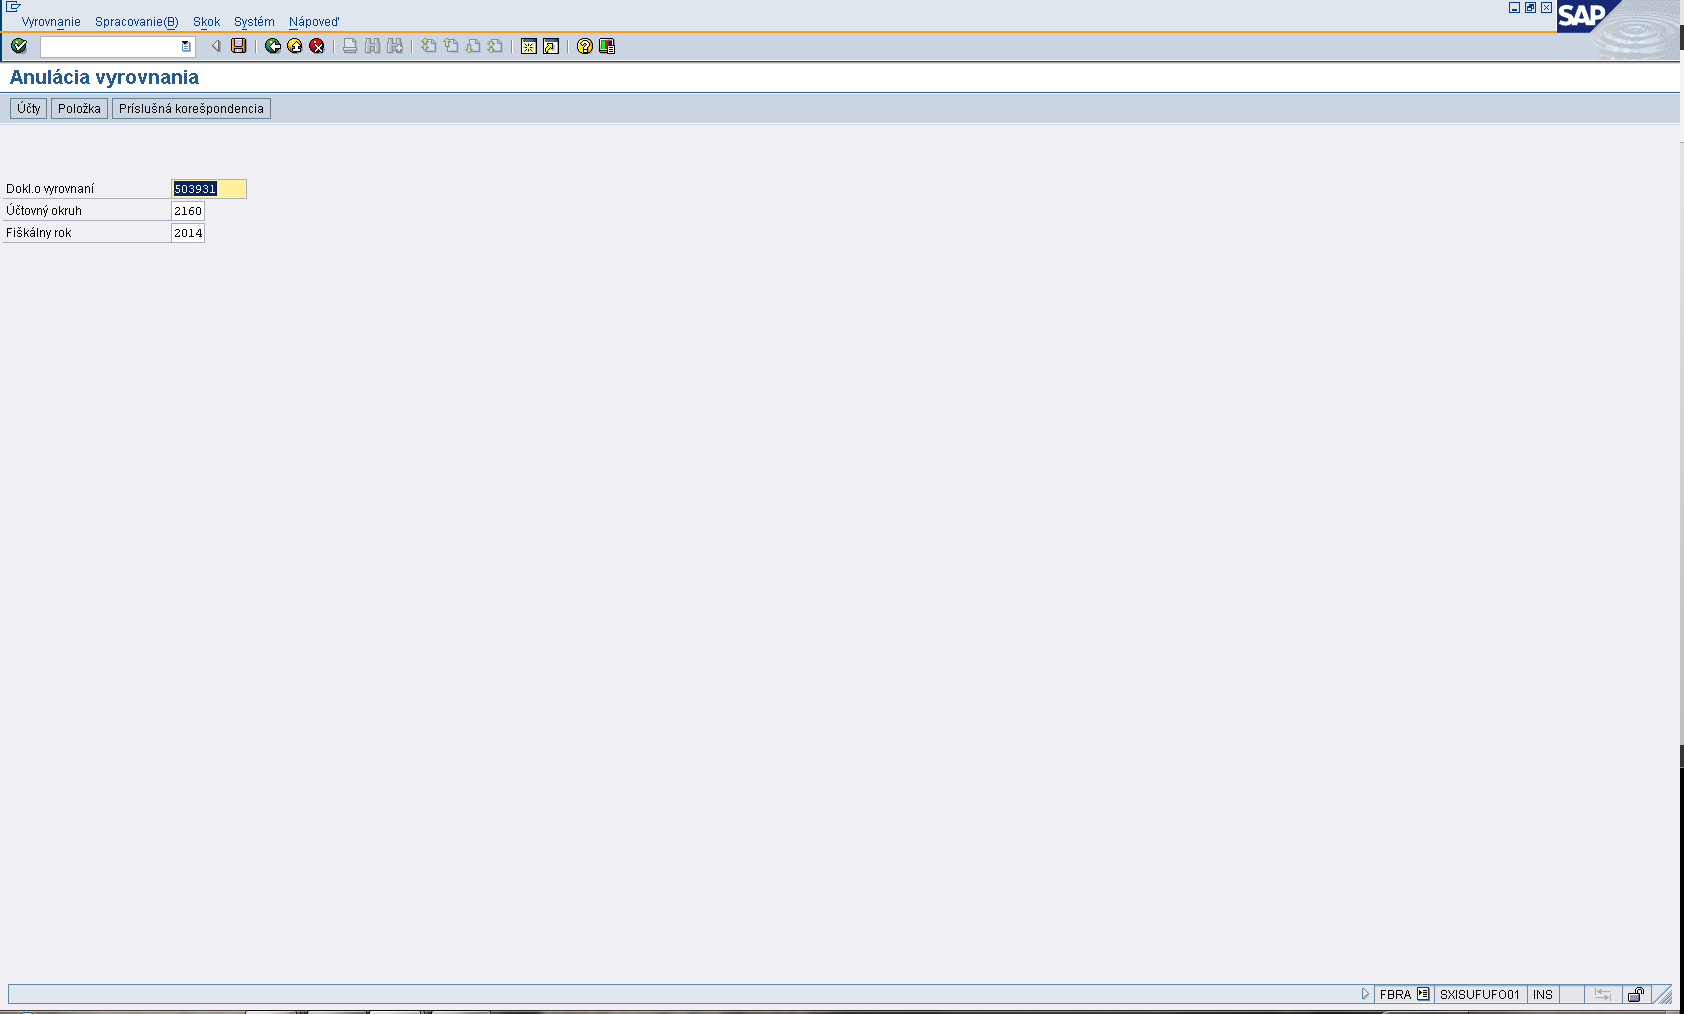 Vyrovnanie Spracovanie(B) Skok Systém Nápoveď
SAP
Anulácia vyrovnania
Účty Položka Príslušná korešpondencia
Dokl.o vyrovnaní 503931
Účtovný okruh 2160
Fiškálny rok 2014
FBRA SXISUFUFO01 INS